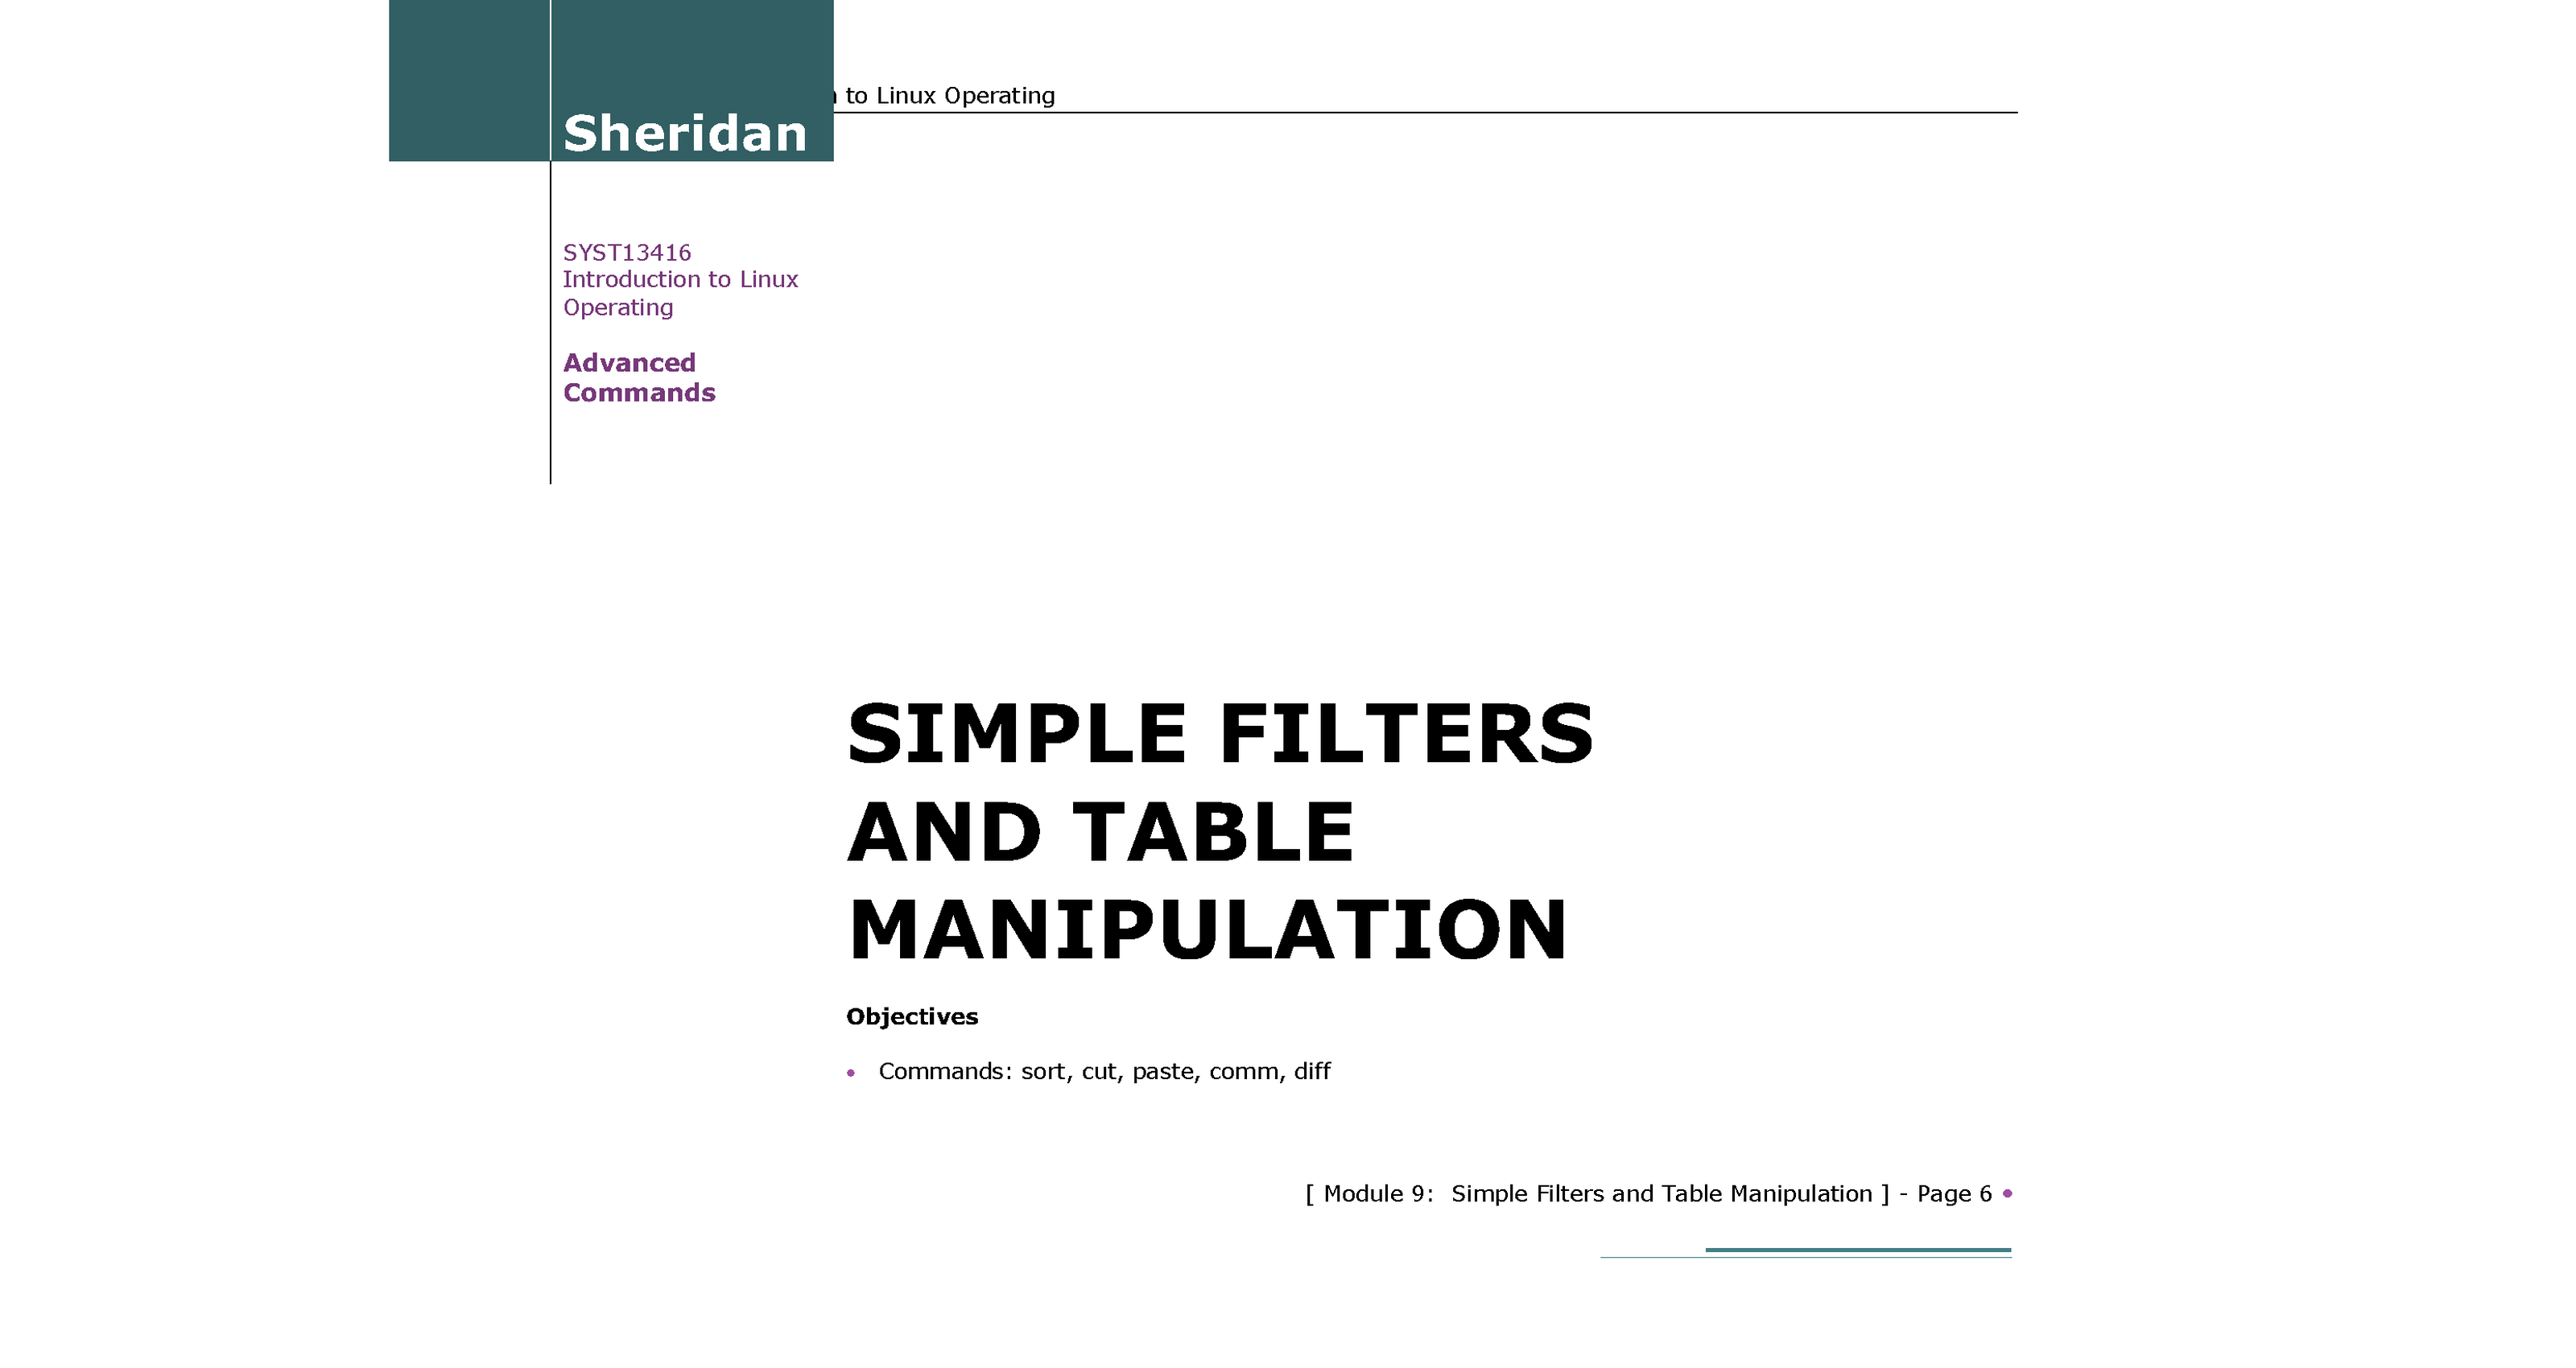 to Linux Operating
Sheridan
SYST13416
Introduction to Linux
Operating
Advanced
Commands
SIMPLE FILTERS
AND TABLE
MANIPULATION
Objectives
• Commands: sort, cut, paste, comm, diff
[ Module 9:  Simple Filters and Table Manipulation ] - Page 6 •